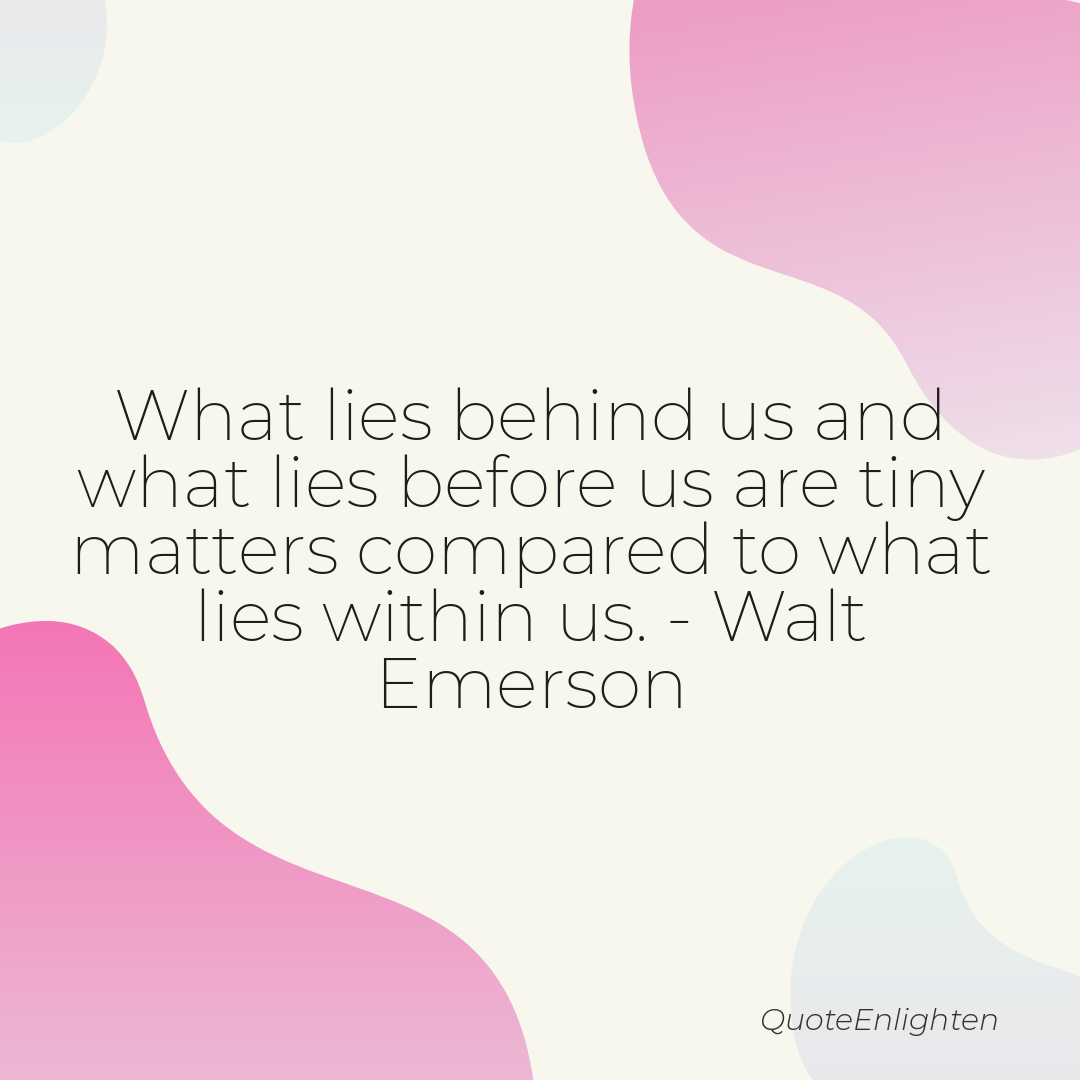 What lies behind us and
what lies before us are tiny
matters compared to what
lies within us. - Walt
Emerson
QuoteEnlighten